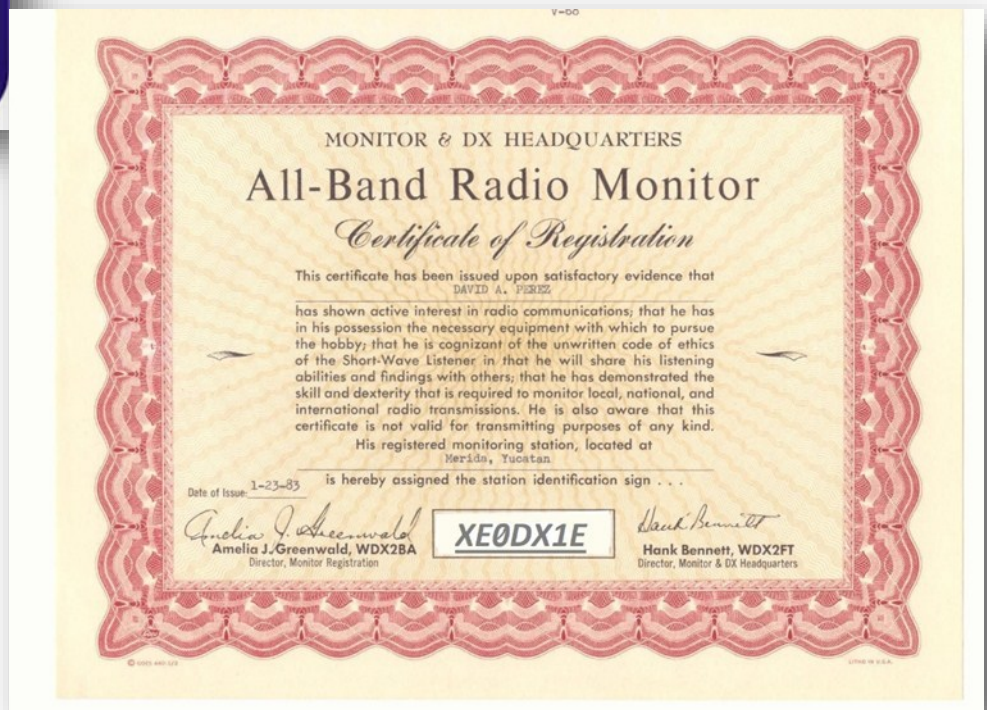 MONITOR & DX HEADQUARTERS
All-Band Radio Monitor
Certificate of Registration
This certificate has been issued upon satisfactory evidence that
DAVID A. PEREZ
has shown active interest in radio communications; that he has
in his possession the necessary equipment with which to pursue
the hobby; that he is cognizant of the unwritten code of ethics
of the Short-Wave Listener in that he will share his listening
abilities and findings with others; that he has demonstrated the
skill and dexterity that is required to monitor local, national, and
international radio transmissions. He is also aware that this
certificate is not valid for transmitting purposes of any kind.
His registered monitoring station, located at
Merida, Yucatan
is hereby assigned the station identification sign . . .
Date of Issue: 1-23-83
Amelia J. Greenwald
Amelia J. Greenwald, WDX2BA
Director, Monitor Registration
XE0DX1E
Hank Bennett
Hank Bennett, WDX2FT
Director, Monitor & DX Headquarters
LITHO IN U.S.A.